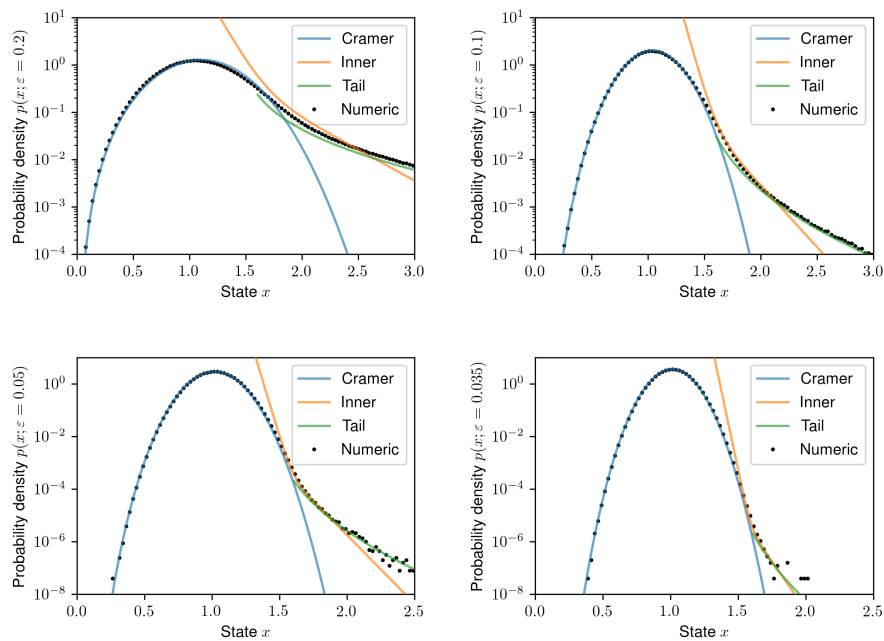 Probability density p(x; ε = 0.2)
10^1
10^0
10^−1
10^−2
10^−3
10^−4
Cramer
Inner
Tail
Numeric
0.0 0.5 1.0 1.5 2.0 2.5 3.0
State x
Probability density p(x; ε = 0.1)
10^1
10^0
10^−1
10^−2
10^−3
10^−4
Cramer
Inner
Tail
Numeric
0.0 0.5 1.0 1.5 2.0 2.5 3.0
State x
Probability density p(x; ε = 0.05)
10^0
10^−2
10^−4
10^−6
10^−8
Cramer
Inner
Tail
Numeric
0.0 0.5 1.0 1.5 2.0 2.5
State x
Probability density p(x; ε = 0.035)
10^0
10^−2
10^−4
10^−6
10^−8
Cramer
Inner
Tail
Numeric
0.0 0.5 1.0 1.5 2.0 2.5
State x